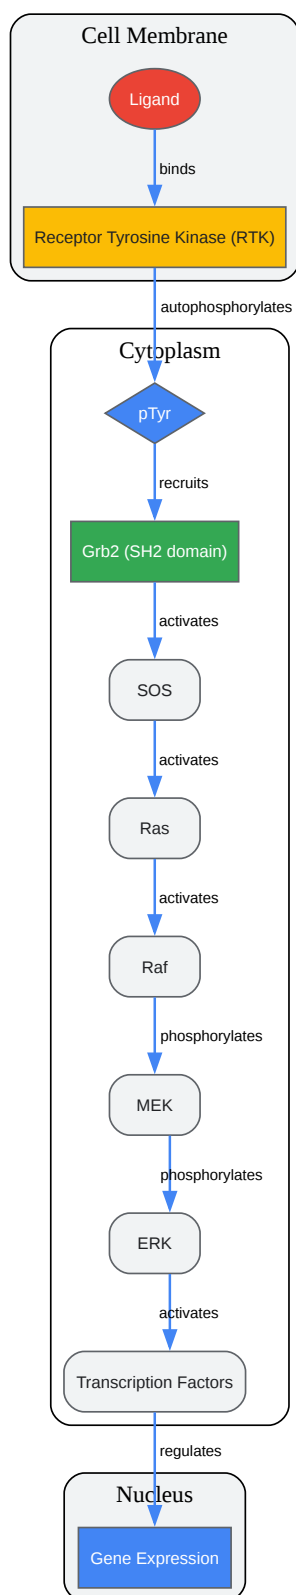 Cell Membrane
Ligand
binds
Receptor Tyrosine Kinase (RTK)
autophosphorylates
Cytoplasm
pTyr
recruits
Grb2 (SH2 domain)
activates
SOS
activates
Ras
activates
Raf
phosphorylates
MEK
phosphorylates
ERK
activates
Transcription Factors
regulates
Nucleus
Gene Expression